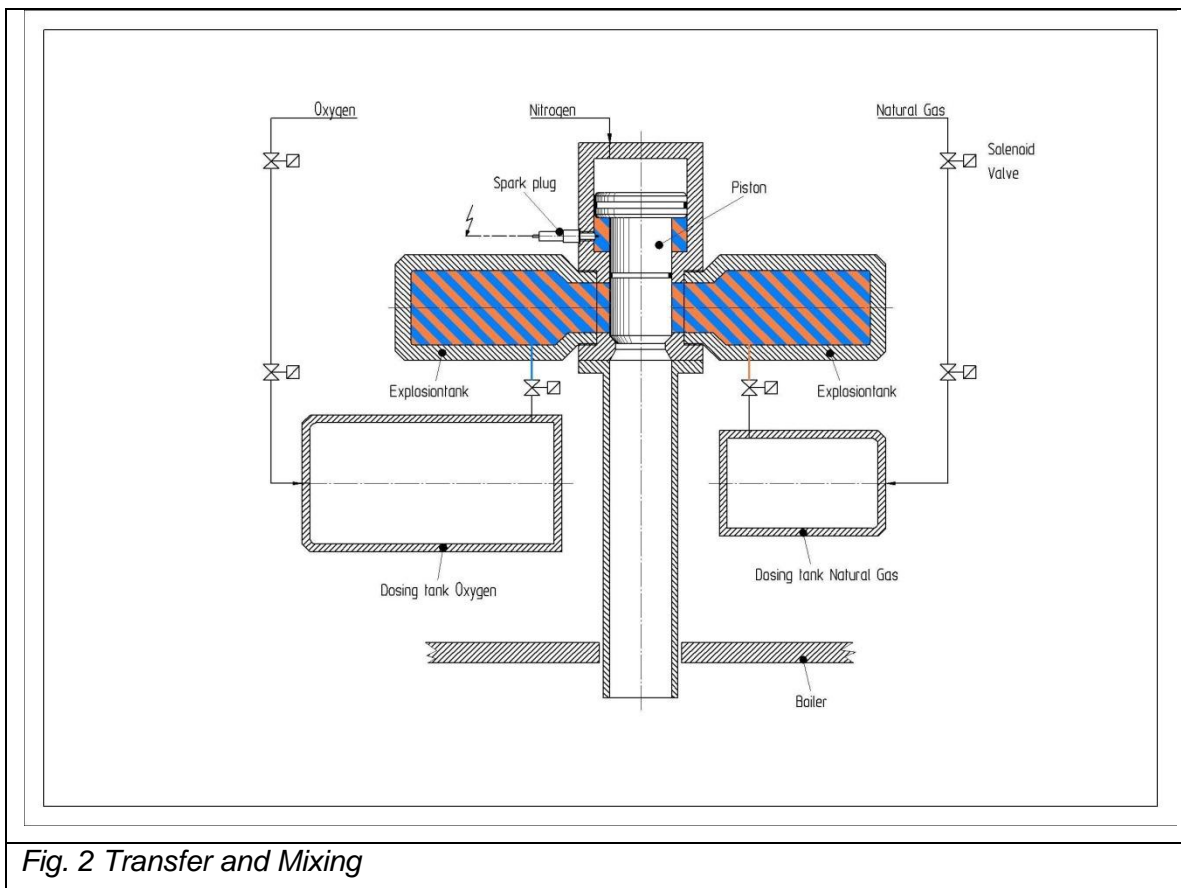 Oxygen
Nitrogen
Natural Gas
Solenoid
Valve
Spark plug
Piston
Explosiontank
Explosiontank
Dosing tank Oxygen
Dosing tank Natural Gas
Boiler
Fig. 2 Transfer and Mixing